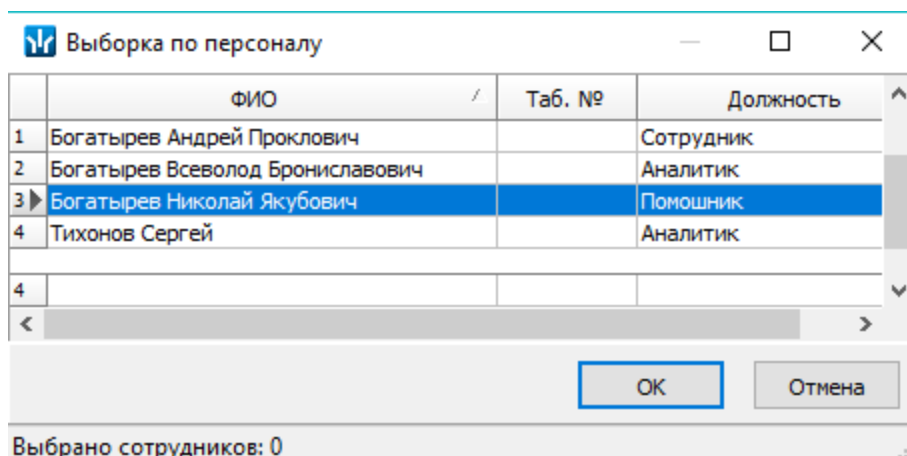 Выборка по персоналу
ФИО Таб. № Должность
1 Богатырев Андрей Проклович Сотрудник
2 Богатырев Всеволод Брониславович Аналитик
3 Богатырев Николай Якубович Помошник
4 Тихонов Сергей Аналитик
4
ОК Отмена
Выбрано сотрудников: 0